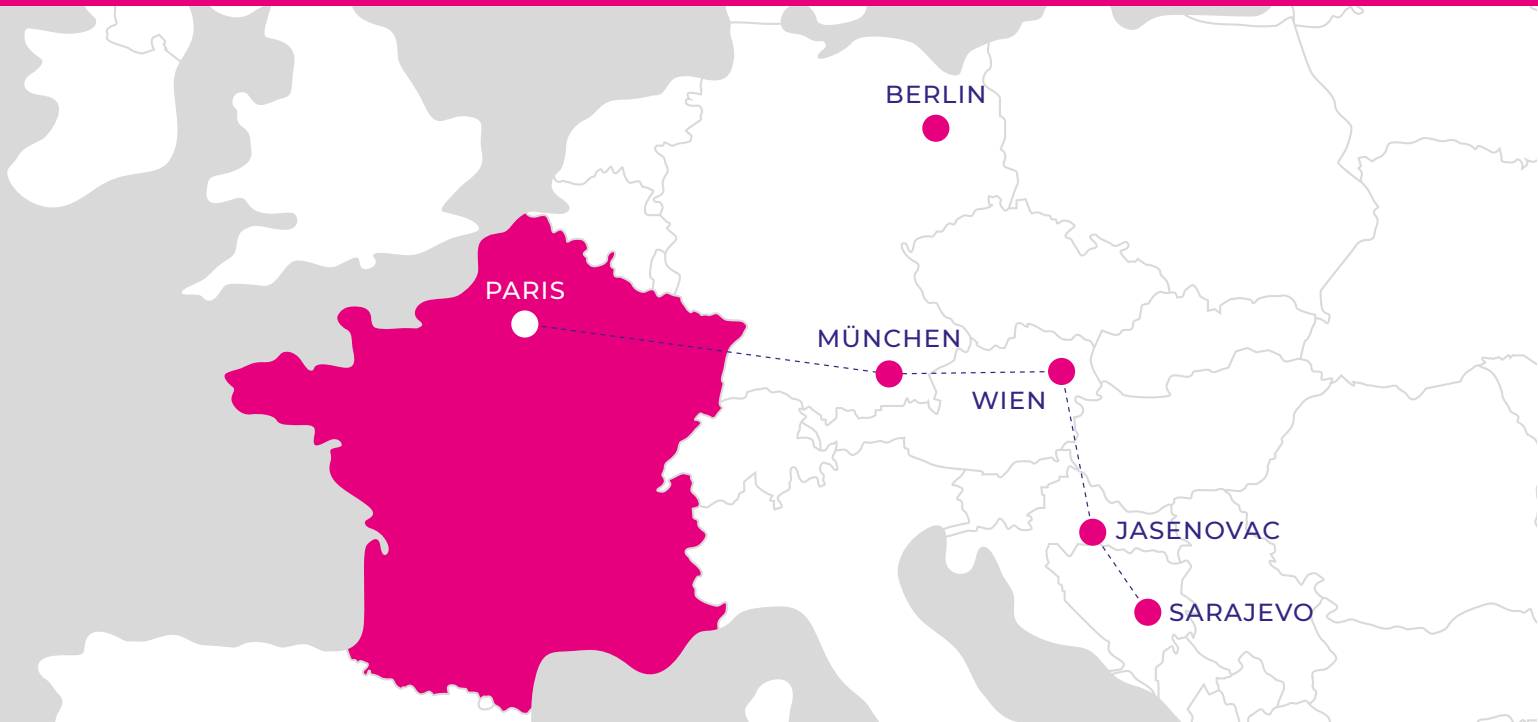 BERLIN
PARIS
MÜNCHEN
WIEN
JASENOVAC
SARAJEVO